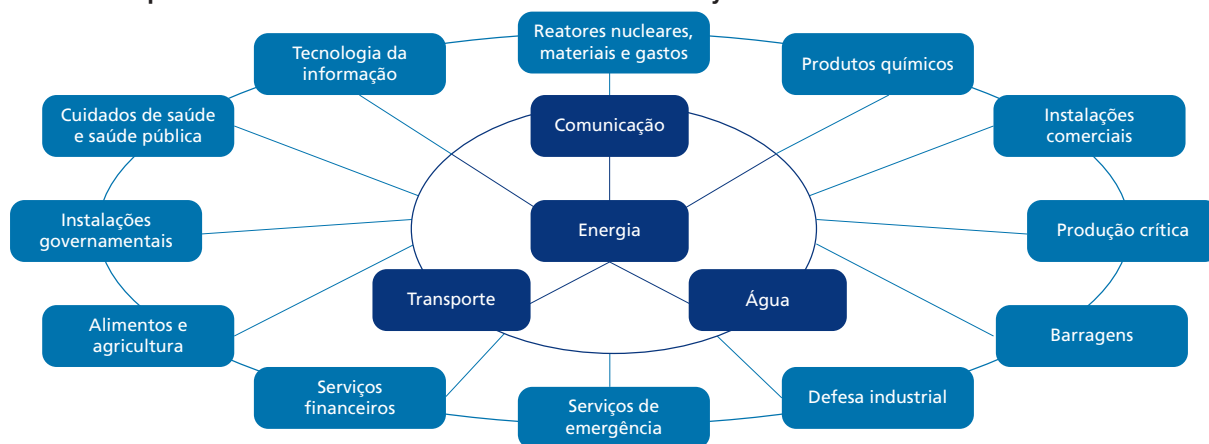 Reatores nucleares,
materiais e gastos
Tecnologia da
informação
Produtos químicos
Cuidados de saúde
e saúde pública
Comunicação
Instalações
comerciais
Instalações
governamentais
Energia
Produção crítica
Transporte
Água
Alimentos e
agricultura
Barragens
Serviços
financeiros
Serviços de
emergência
Defesa industrial